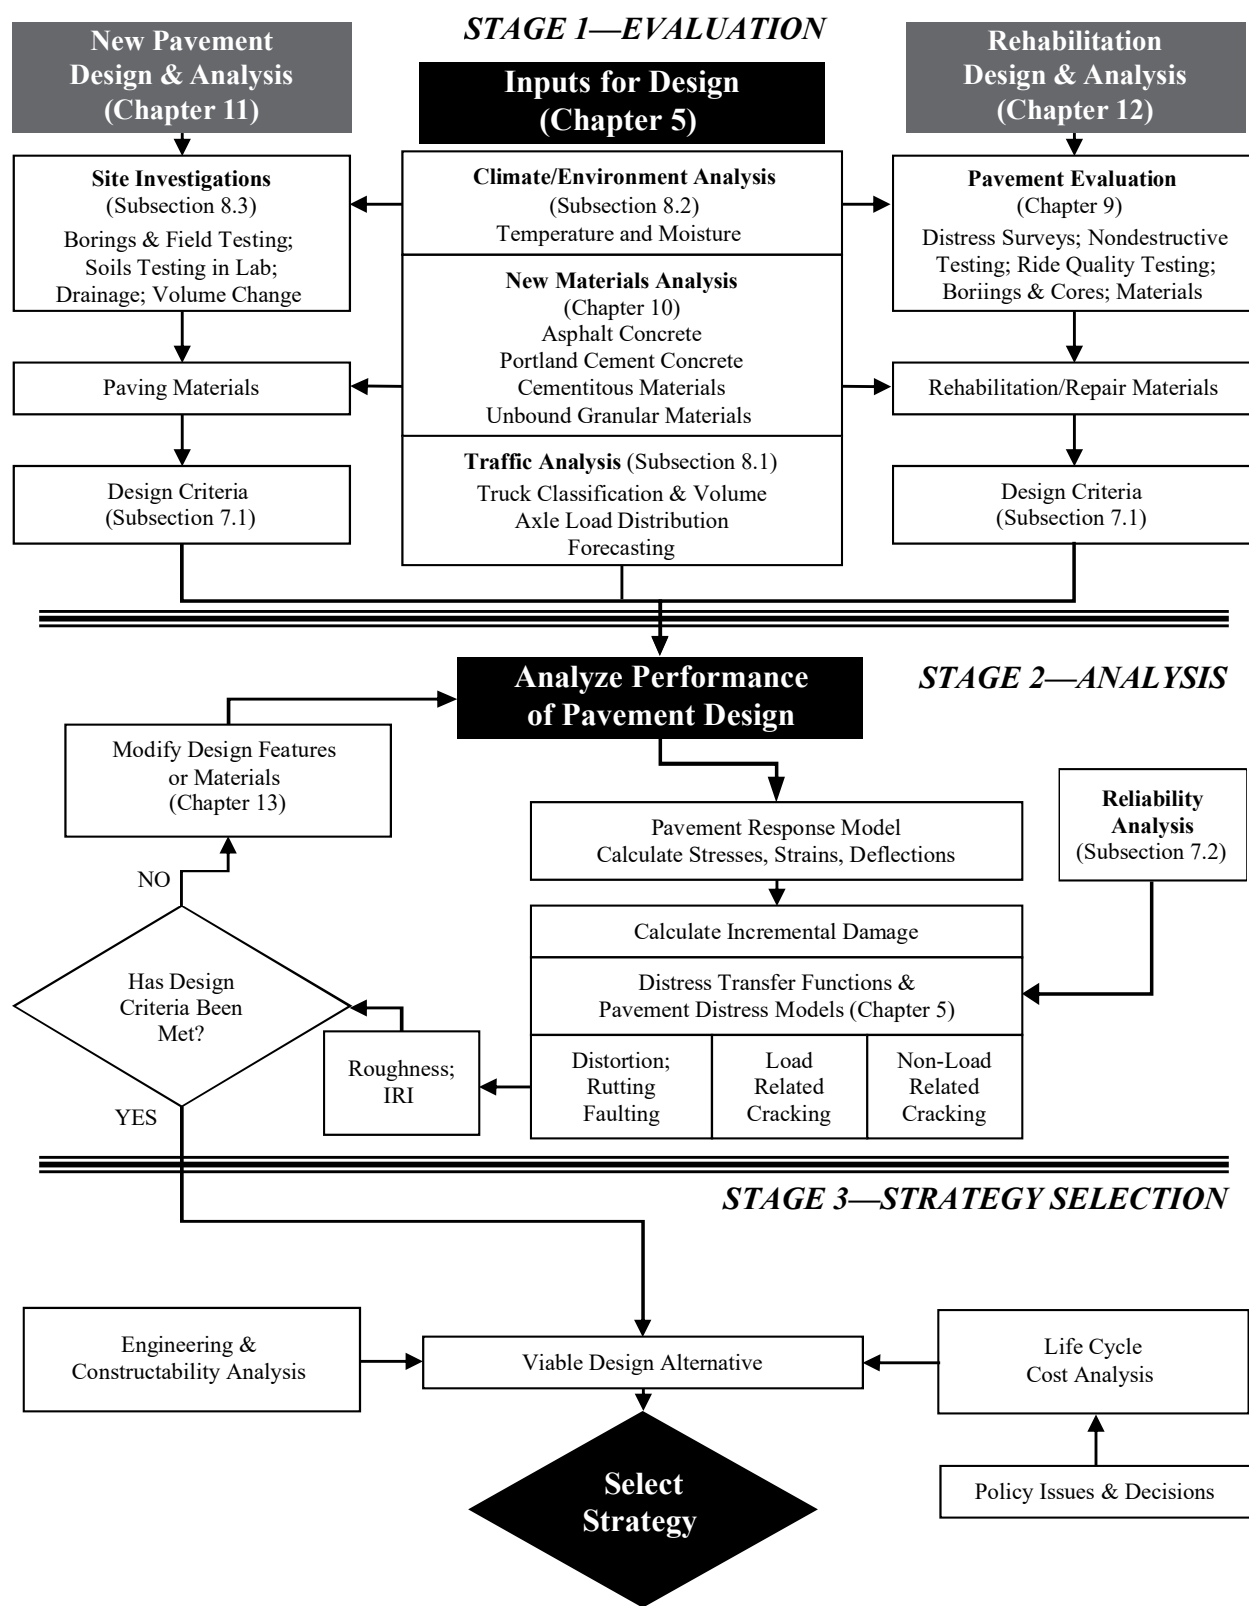 STAGE 1—EVALUATION
New Pavement
Design & Analysis
(Chapter 11)
Inputs for Design
(Chapter 5)
Rehabilitation
Design & Analysis
(Chapter 12)
Site Investigations
(Subsection 8.3)
Borings & Field Testing;
Soils Testing in Lab;
Drainage; Volume Change
Climate/Environment Analysis
(Subsection 8.2)
Temperature and Moisture
Pavement Evaluation
(Chapter 9)
Distress Surveys; Nondestructive
Testing; Ride Quality Testing;
Boriings & Cores; Materials
New Materials Analysis
(Chapter 10)
Asphalt Concrete
Portland Cement Concrete
Cementitous Materials
Unbound Granular Materials
Paving Materials
Rehabilitation/Repair Materials
Traffic Analysis (Subsection 8.1)
Truck Classification & Volume
Axle Load Distribution
Forecasting
Design Criteria
(Subsection 7.1)
Design Criteria
(Subsection 7.1)
STAGE 2—ANALYSIS
Analyze Performance
of Pavement Design
Modify Design Features
or Materials
(Chapter 13)
Pavement Response Model
Calculate Stresses, Strains, Deflections
Reliability
Analysis
(Subsection 7.2)
NO
Calculate Incremental Damage
Has Design
Criteria Been
Met?
Distress Transfer Functions &
Pavement Distress Models (Chapter 5)
Roughness;
IRI
Distortion;
Rutting
Faulting
Load
Related
Cracking
Non-Load
Related
Cracking
YES
STAGE 3—STRATEGY SELECTION
Engineering &
Constructability Analysis
Viable Design Alternative
Life Cycle
Cost Analysis
Select
Strategy
Policy Issues & Decisions